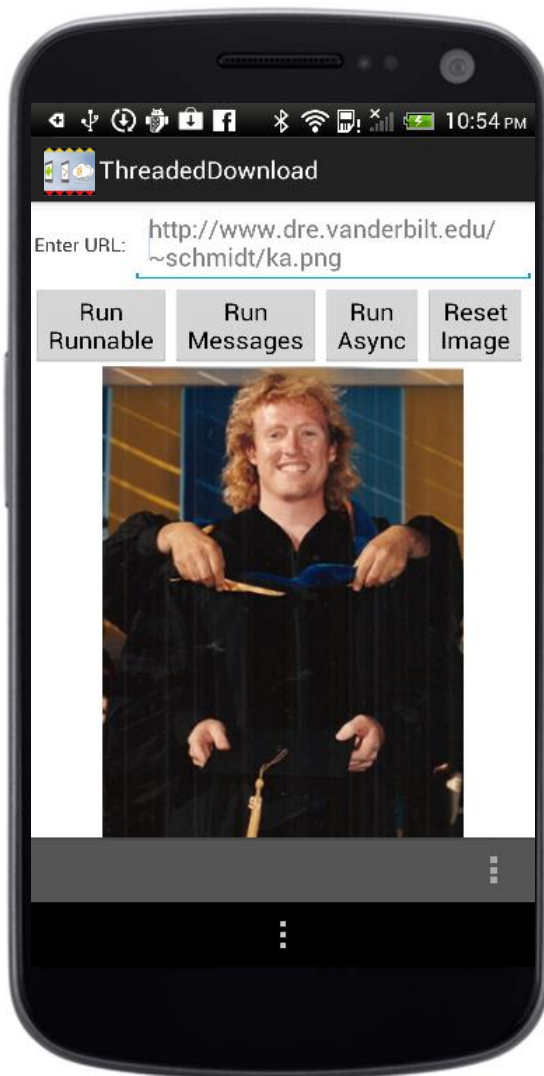 10:54 PM
ThreadedDownload
Enter URL:
http://www.dre.vanderbilt.edu/
~schmidt/ka.png
Run Runnable
Run Messages
Run Async
Reset Image